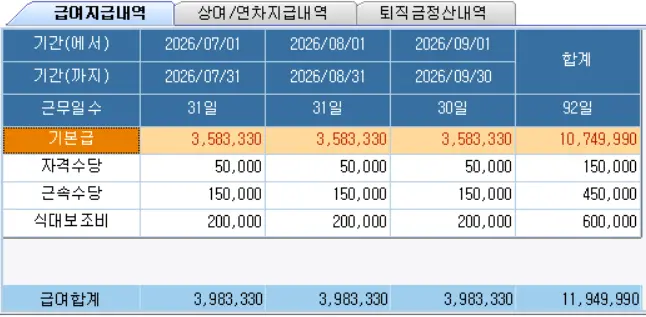 급여지급내역 상여/연차지급내역 퇴직금정산내역
기간(에서) 2026/07/01 2026/08/01 2026/09/01 합계
기간(까지) 2026/07/31 2026/08/31 2026/09/30
근무일수 31일 31일 30일 92일
기본급 3,583,330 3,583,330 3,583,330 10,749,990
자격수당 50,000 50,000 50,000 150,000
근속수당 150,000 150,000 150,000 450,000
식대보조비 200,000 200,000 200,000 600,000
급여합계 3,983,330 3,983,330 3,983,330 11,949,990